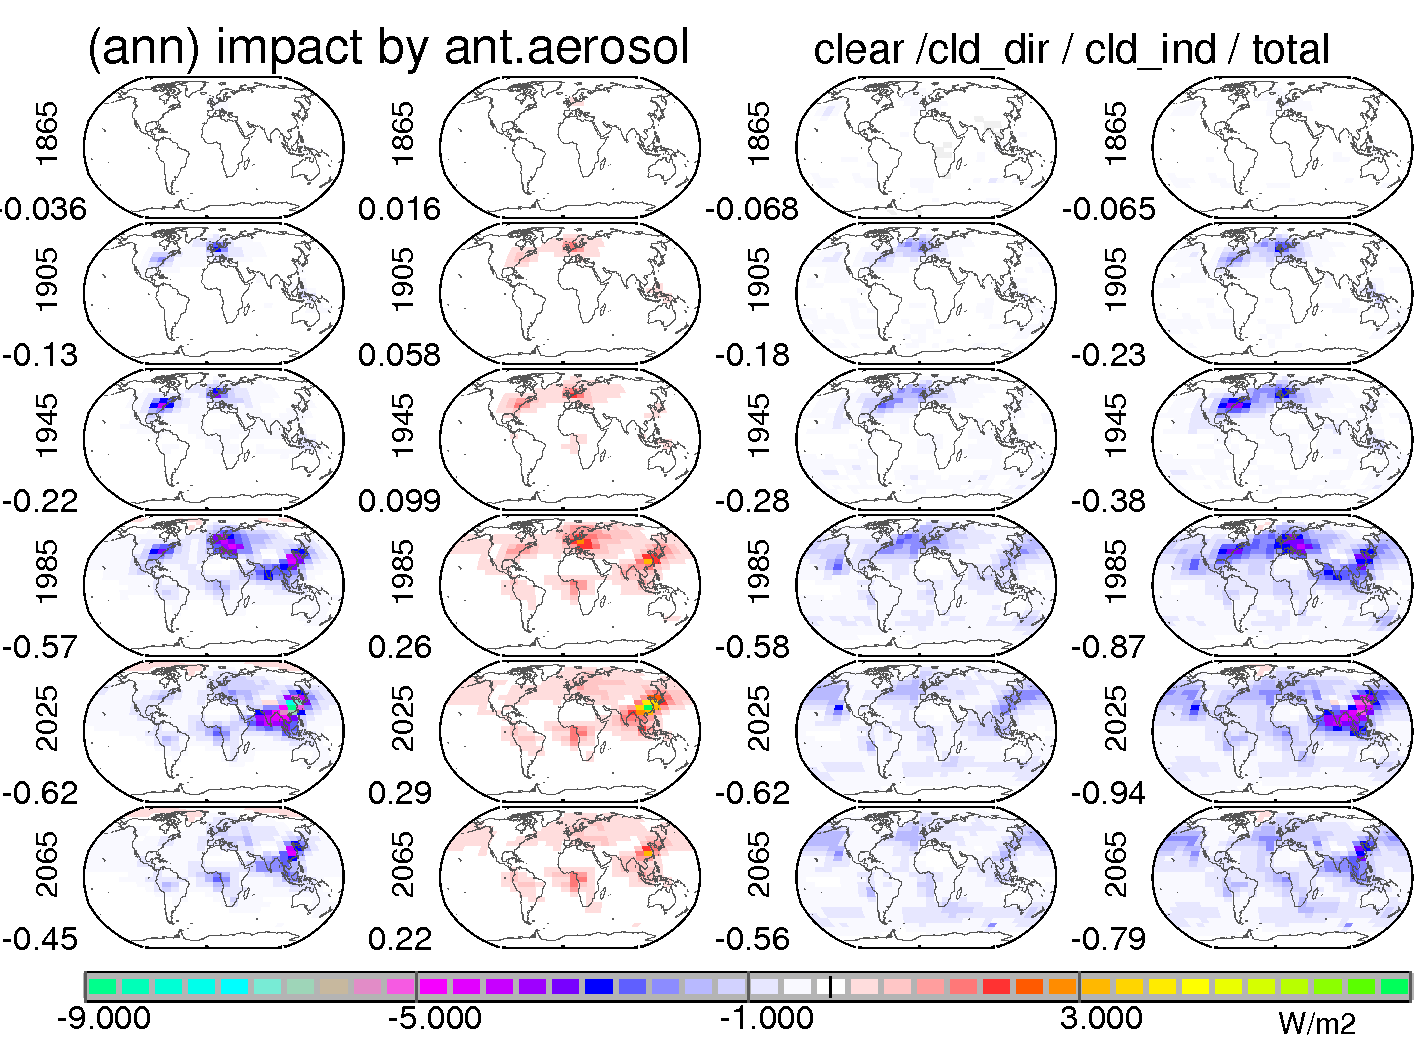 (ann) impact by ant.aerosol clear /cld_dir / cld_ind / total
1865 1865 1865 1865
-0.036 0.016 -0.068 -0.065
1905 1905 1905 1905
-0.13 0.058 -0.18 -0.23
1945 1945 1945 1945
-0.22 0.099 -0.28 -0.38
1985 1985 1985 1985
-0.57 0.26 -0.58 -0.87
2025 2025 2025 2025
-0.62 0.29 -0.62 -0.94
2065 2065 2065 2065
-0.45 0.22 -0.56 -0.79
-9.000 -5.000 -1.000 3.000 W/m2